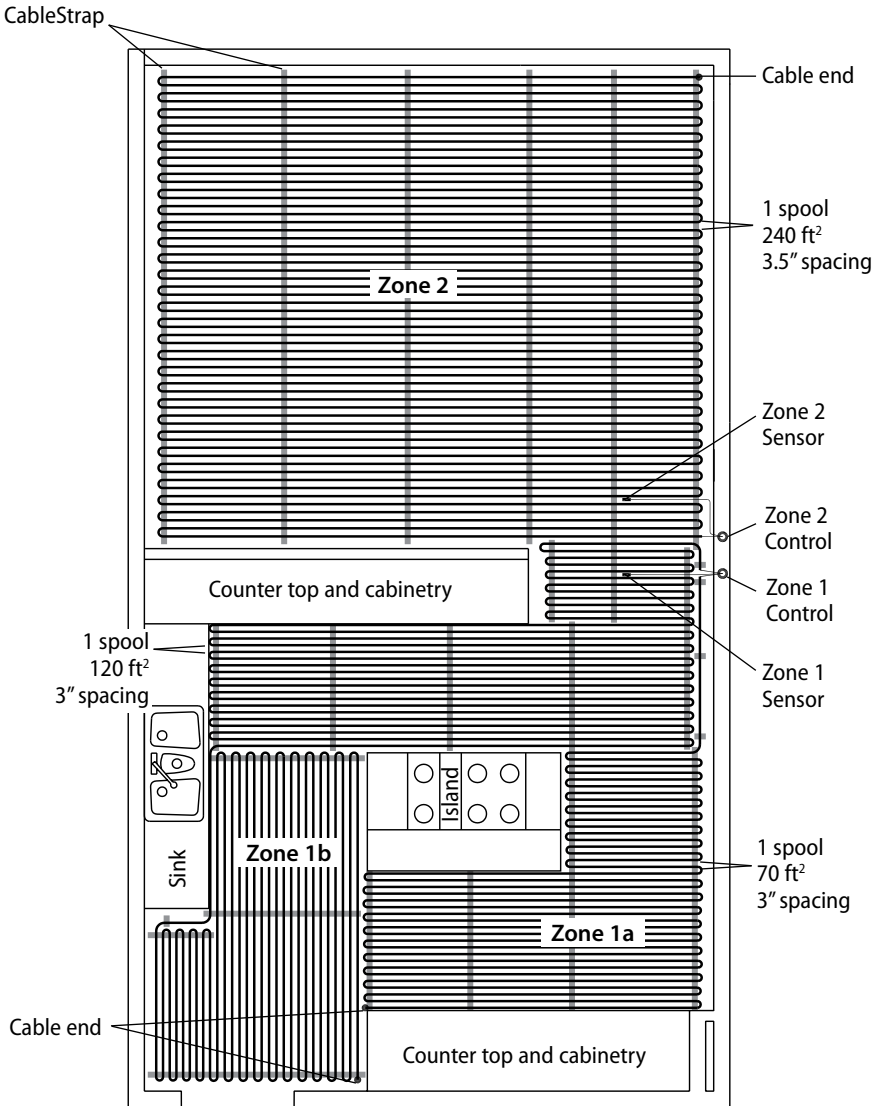 CableStrap
Cable end
1 spool
240 ft²
3.5" spacing
Zone 2
Zone 2
Sensor
Zone 2
Control
Counter top and cabinetry
Zone 1
Control
1 spool
120 ft²
3" spacing
Zone 1
Sensor
Island
Zone 1b
Sink
1 spool
70 ft²
3" spacing
Zone 1a
Cable end
Counter top and cabinetry